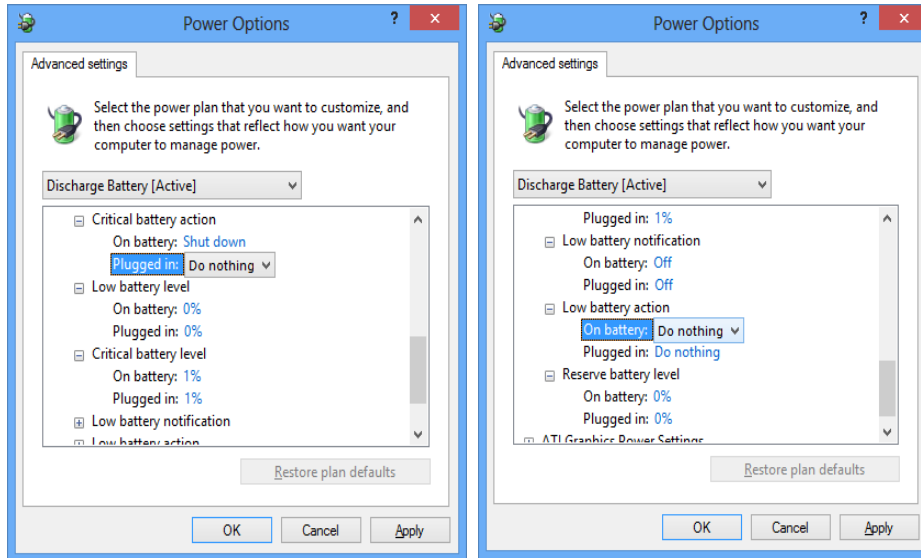 Power Options
?
x
Advanced settings
Select the power plan that you want to customize, and
then choose settings that reflect how you want your
computer to manage power.
Discharge Battery [Active]
Critical battery action
On battery: Shut down
Plugged in: Do nothing
Low battery level
On battery: 0%
Plugged in: 0%
Critical battery level
On battery: 1%
Plugged in: 1%
Low battery notification
Low battery action
Restore plan defaults
OK
Cancel
Apply
Power Options
?
x
Advanced settings
Select the power plan that you want to customize, and
then choose settings that reflect how you want your
computer to manage power.
Discharge Battery [Active]
Plugged in: 1%
Low battery notification
On battery: Off
Plugged in: Off
Low battery action
On battery: Do nothing
Plugged in: Do nothing
Reserve battery level
On battery: 0%
Plugged in: 0%
ATI Graphics Power Settings
Restore plan defaults
OK
Cancel
Apply